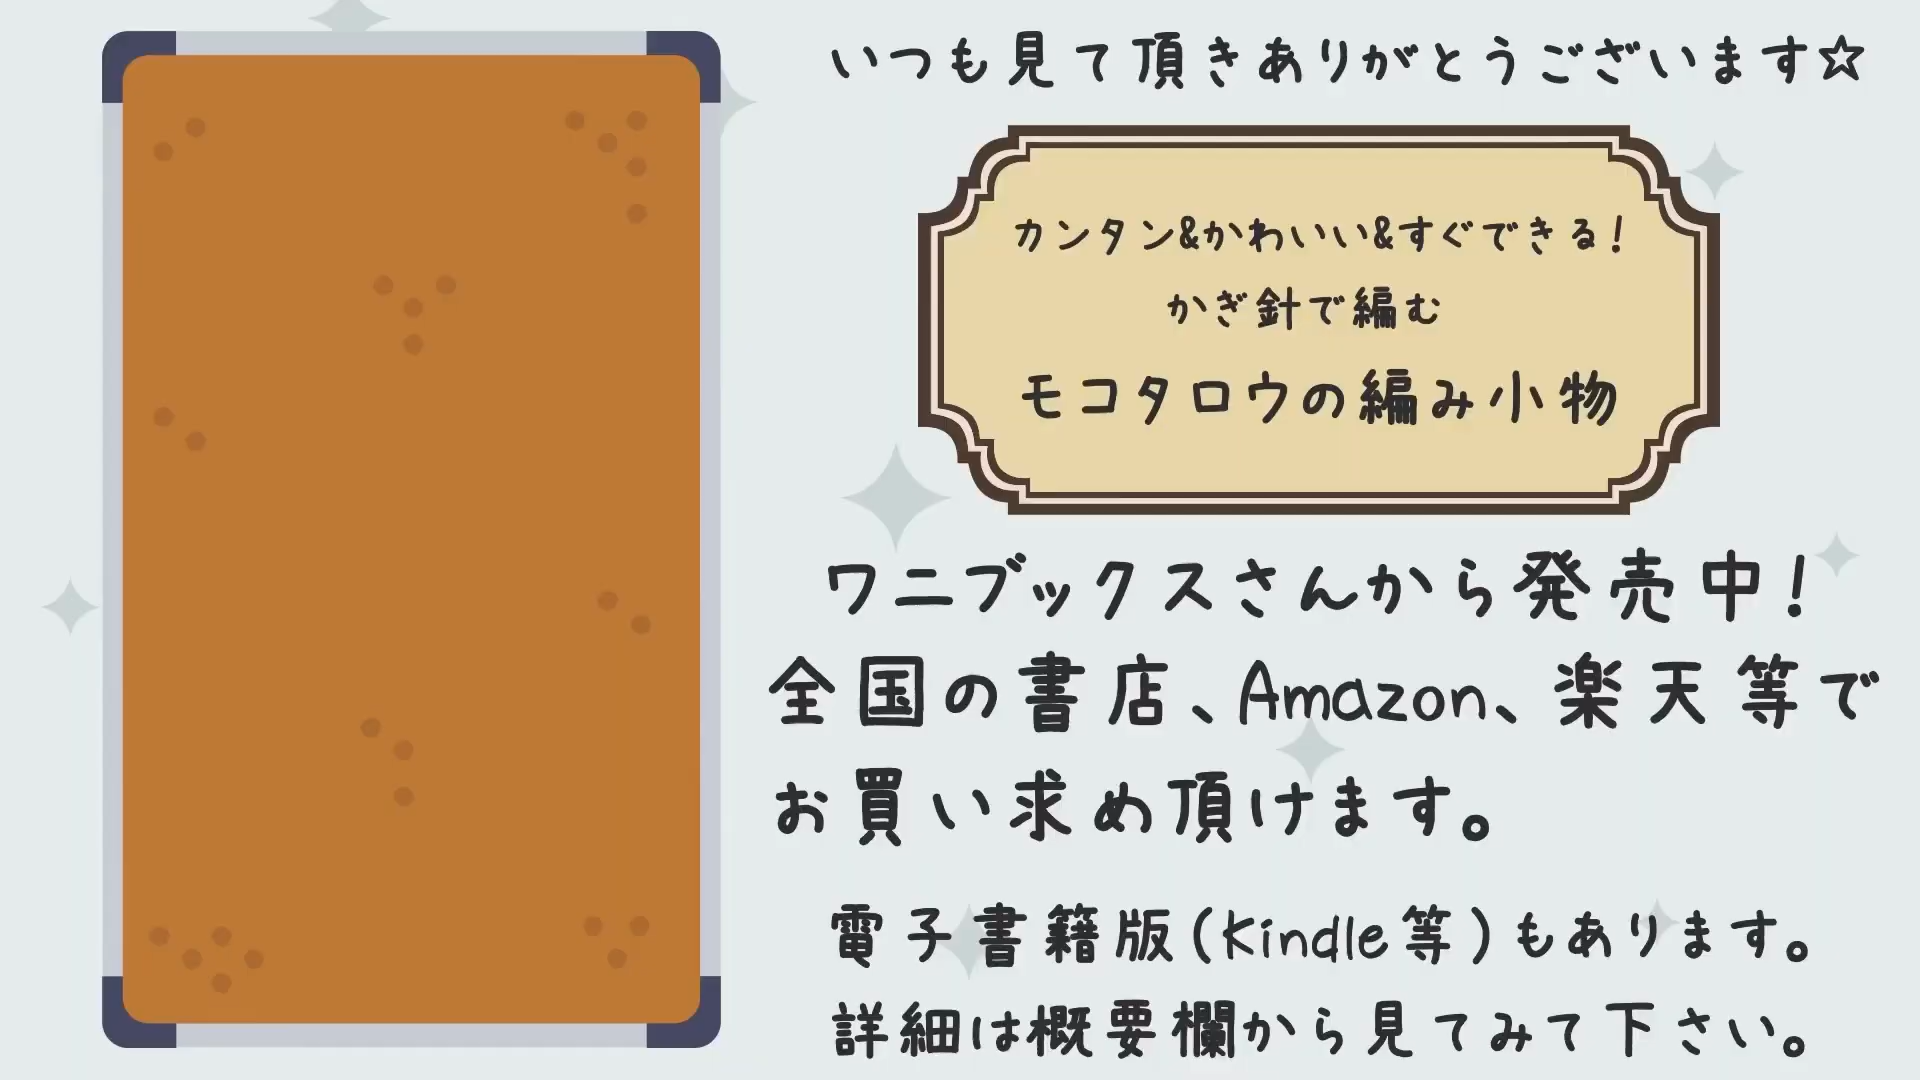 いつも見て頂きありがとうございます☆
カンタン&かわいい&すぐできる!
かぎ針で編む
モコタロウの編み小物
ワニブックスさんから発売中!
全国の書店、Amazon、楽天等で
お買い求め頂けます。
電子書籍版(Kindle等)もあります。
詳細は概要欄から見てみて下さい。